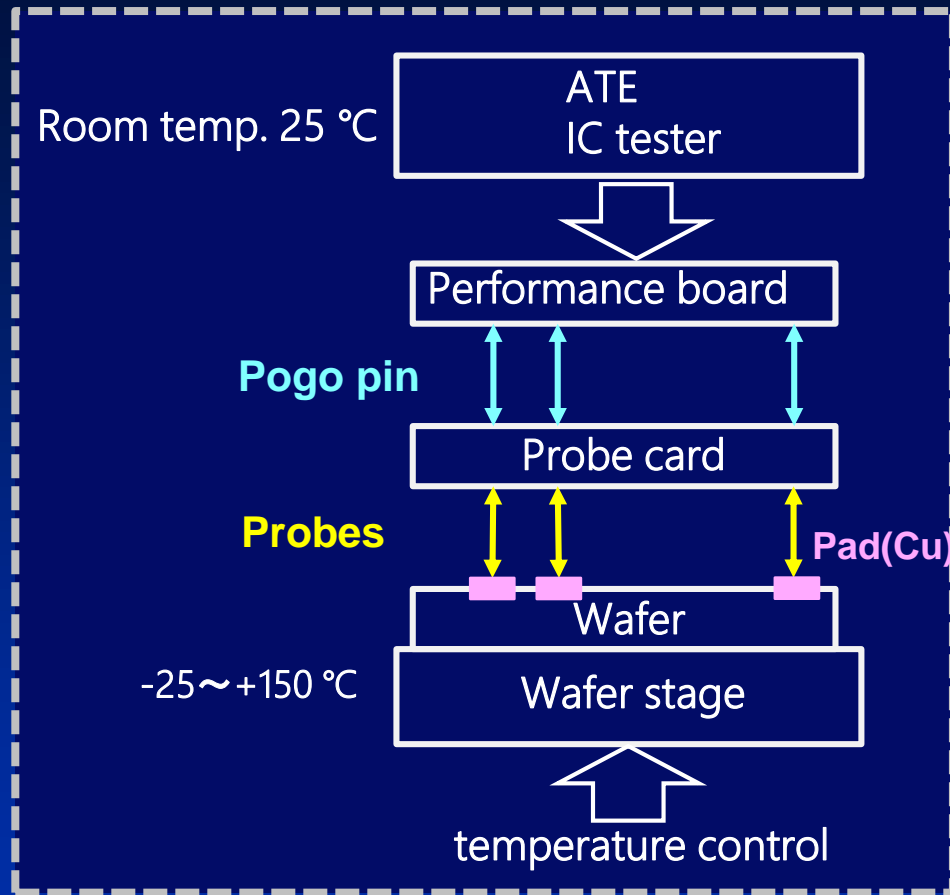 ATE
Room temp. 25 ℃
IC tester
Performance board
Pogo pin
Probe card
Probes
Pad(Cu)
Wafer
-25～+150 ℃
Wafer stage
temperature control